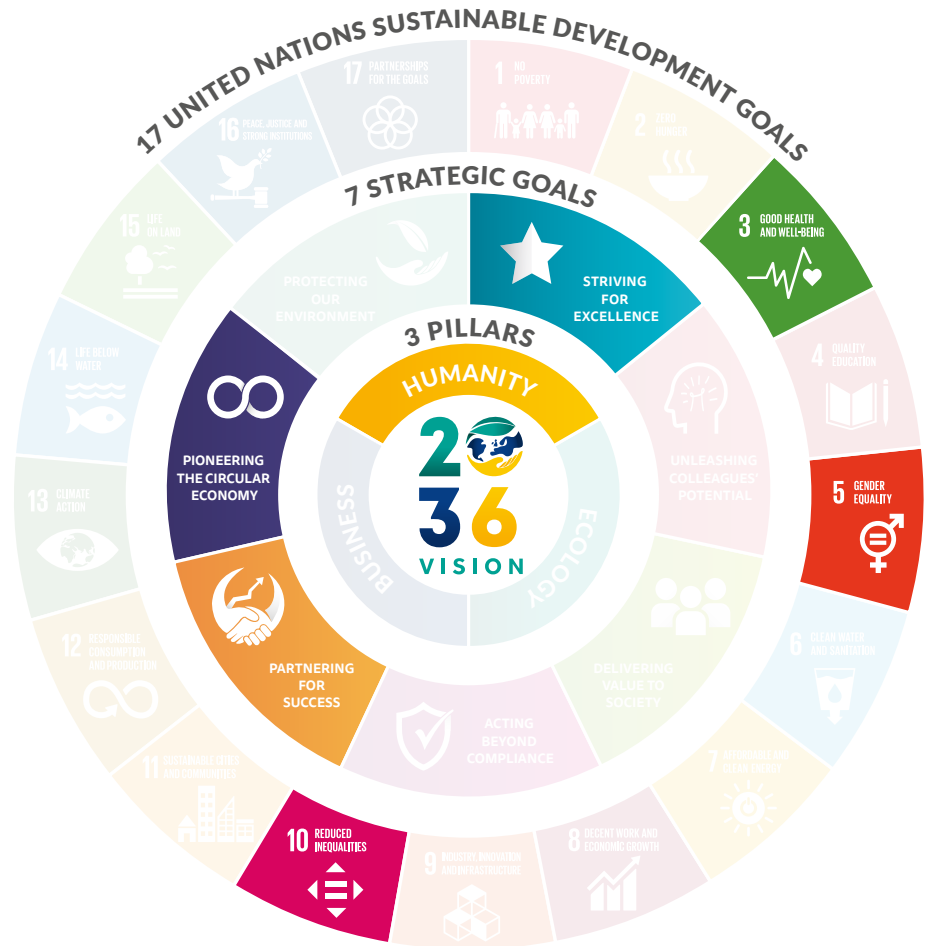 17 UNITED NATIONS SUSTAINABLE DEVELOPMENT GOALS
17 PARTNERSHIPS
FOR THE GOALS
1 NO
POVERTY
2 ZERO
HUNGER
3 GOOD HEALTH
AND WELL-BEING
4 QUALITY
EDUCATION
5 GENDER
EQUALITY
6 CLEAN WATER
AND SANITATION
7 AFFORDABLE AND
CLEAN ENERGY
8 DECENT WORK AND
ECONOMIC GROWTH
9 INDUSTRY, INNOVATION
AND INFRASTRUCTURE
10 REDUCED
INEQUALITIES
11 SUSTAINABLE CITIES
AND COMMUNITIES
12 RESPONSIBLE
CONSUMPTION
AND PRODUCTION
13 CLIMATE
ACTION
14 LIFE BELOW
WATER
15 LIFE
ON LAND
16 PEACE, JUSTICE AND
STRONG INSTITUTIONS
7 STRATEGIC GOALS
STRIVING
FOR
EXCELLENCE
UNLEASHING
COLLEAGUES'
POTENTIAL
DELIVERING
VALUE TO
SOCIETY
ACTING
BEYOND
COMPLIANCE
PARTNERING
FOR
SUCCESS
PIONEERING
THE CIRCULAR
ECONOMY
PROTECTING
OUR
ENVIRONMENT
3 PILLARS
HUMANITY
ECOLOGY
BUSINESS
20
36
VISION